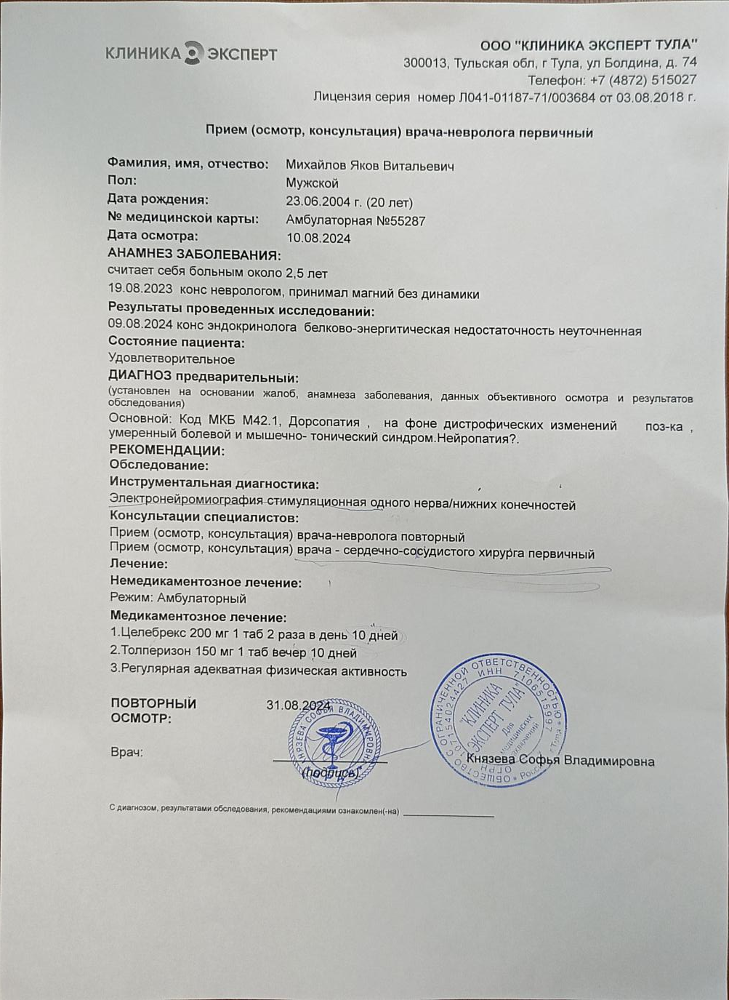 КЛИНИКА ЭКСПЕРТ
ООО "КЛИНИКА ЭКСПЕРТ ТУЛА"
300013, Тульская обл, г Тула, ул Болдина, д. 74
Телефон: +7 (4872) 515027
Лицензия серия номер Л041-01187-71/003684 от 03.08.2018 г.
Прием (осмотр, консультация) врача-невролога первичный
Фамилия, имя, отчество: Михайлов Яков Витальевич
Пол: Мужской
Дата рождения: 23.06.2004 г. (20 лет)
№ медицинской карты: Амбулаторная №55287
Дата осмотра: 10.08.2024
АНАМНЕЗ ЗАБОЛЕВАНИЯ:
считает себя больным около 2,5 лет
19.08.2023 конс неврологом, принимал магний без динамики
Результаты проведенных исследований:
09.08.2024 конс эндокринолога белково-энергитическая недостаточность неуточненная
Состояние пациента:
Удовлетворительное
ДИАГНОЗ предварительный:
(установлен на основании жалоб, анамнеза заболевания, данных объективного осмотра и результатов
обследования)
Основной: Код МКБ M42.1, Дорсопатия , на фоне дистрофических изменений поз-ка ,
умеренный болевой и мышечно- тонический синдром.Нейропатия?.
РЕКОМЕНДАЦИИ:
Обследование:
Инструментальная диагностика:
Электронейромиография стимуляционная одного нерва/нижних конечностей
Консультации специалистов:
Прием (осмотр, консультация) врача-невролога повторный
Прием (осмотр, консультация) врача - сердечно-сосудистого хирурга первичный
Лечение:
Немедикаментозное лечение:
Режим: Амбулаторный
Медикаментозное лечение:
1.Целебрекс 200 мг 1 таб 2 раза в день 10 дней
2.Толперизон 150 мг 1 таб вечер 10 дней
3.Регулярная адекватная физическая активность
ПОВТОРНЫЙ 31.08.2024
ОСМОТР:
Врач:
Князева Софья Владимировна
(подпись)
КНЯЗЕВА СОФЬЯ ВЛАДИМИРОВНА
ОБЩЕСТВО С ОГРАНИЧЕННОЙ ОТВЕТСТВЕННОСТЬЮ
ИНН 7106515997
"КЛИНИКА
ЭКСПЕРТ ТУЛА"
Для
медицинских
заключений
С диагнозом, результатами обследования, рекомендациями ознакомлен(-на)